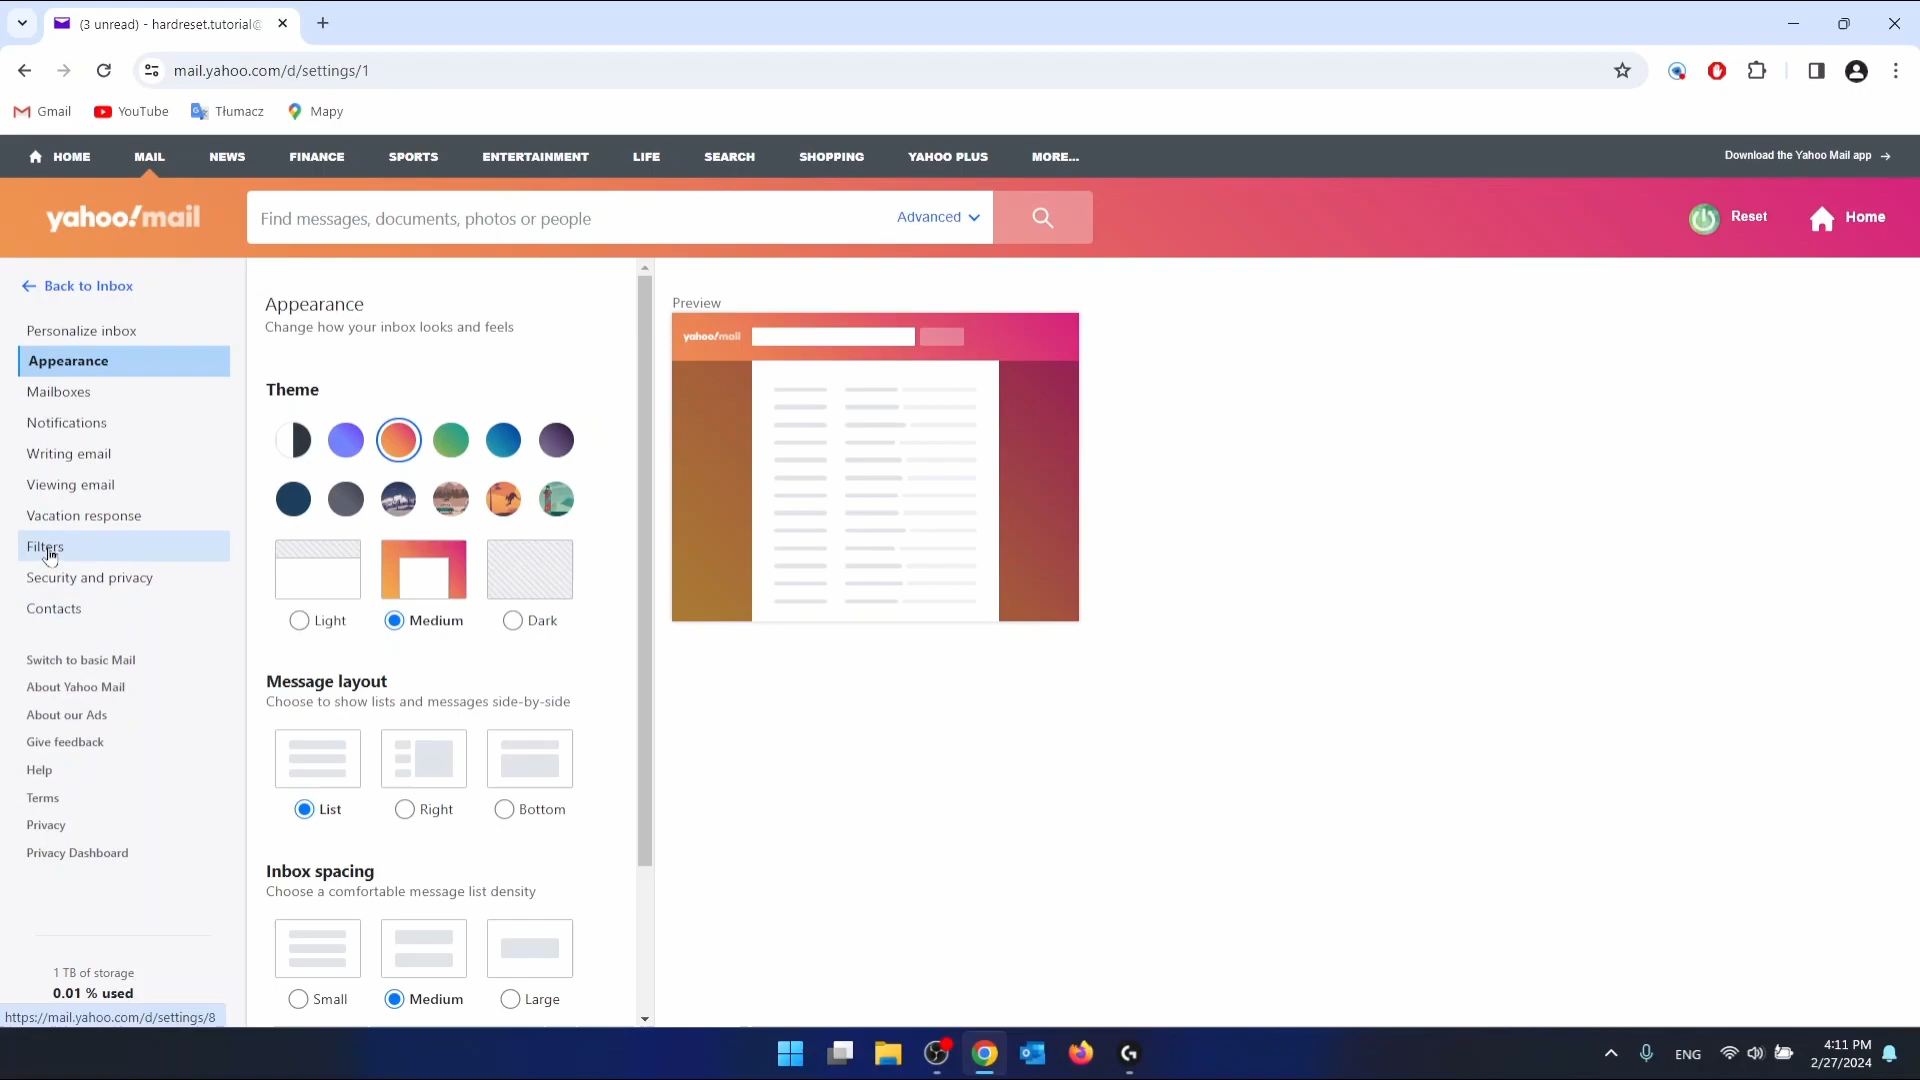 (3 unread) - hardreset.tutorial@
mail.yahoo.com/d/settings/1
Gmail
YouTube
Tłumacz
Mapy
HOME
MAIL
NEWS
FINANCE
SPORTS
ENTERTAINMENT
LIFE
SEARCH
SHOPPING
YAHOO PLUS
MORE...
Download the Yahoo Mail app
yahoo!mail
Find messages, documents, photos or people
Advanced
Reset
Home
Back to Inbox
Personalize inbox
Appearance
Mailboxes
Notifications
Writing email
Viewing email
Vacation response
Filters
Security and privacy
Contacts
Switch to basic Mail
About Yahoo Mail
About our Ads
Give feedback
Help
Terms
Privacy
Privacy Dashboard
1 TB of storage
0.01 % used
https://mail.yahoo.com/d/settings/8
Appearance
Change how your inbox looks and feels
Theme
Light
Medium
Dark
Message layout
Choose to show lists and messages side-by-side
List
Right
Bottom
Inbox spacing
Choose a comfortable message list density
Small
Medium
Large
Preview
yahoo!mail
ENG
4:11 PM
2/27/2024